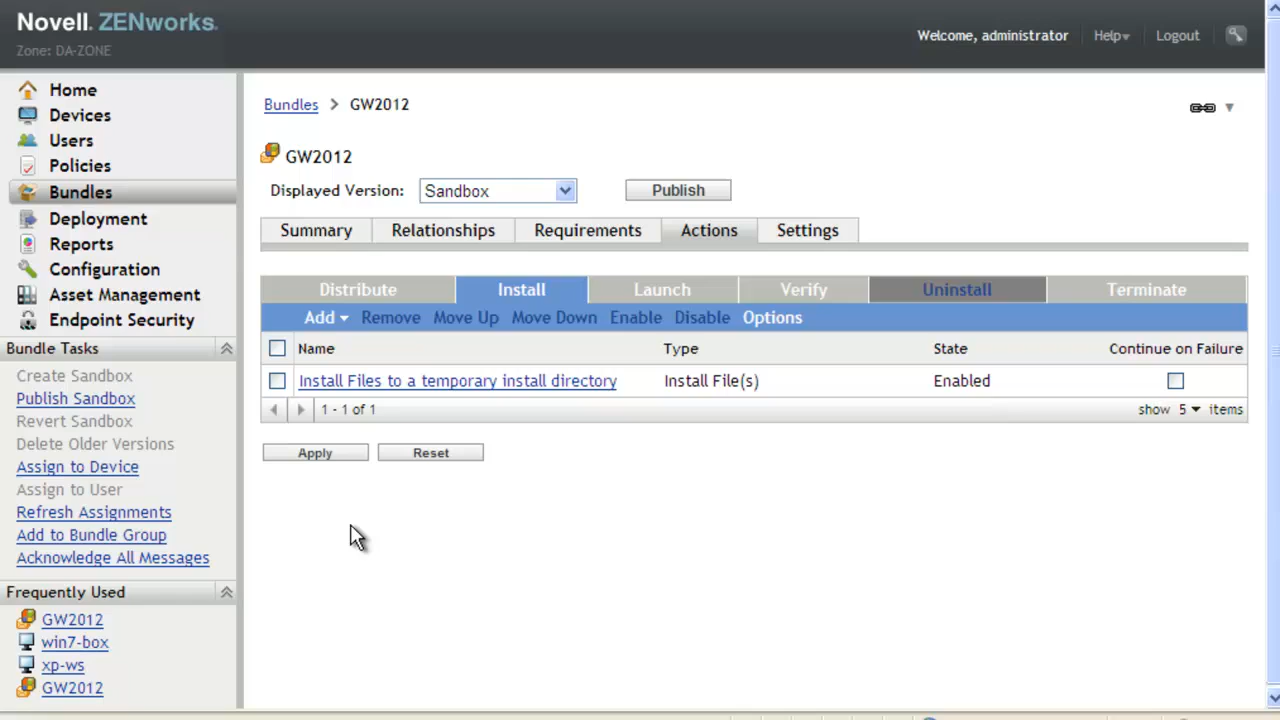 Novell. ZENworks.
Zone: DA-ZONE
Welcome, administrator
Help
Logout
Home
Devices
Users
Policies
Bundles
Deployment
Reports
Configuration
Asset Management
Endpoint Security
Bundle Tasks
Create Sandbox
Publish Sandbox
Revert Sandbox
Delete Older Versions
Assign to Device
Assign to User
Refresh Assignments
Add to Bundle Group
Acknowledge All Messages
Frequently Used
GW2012
win7-box
xp-ws
GW2012
Bundles > GW2012
GW2012
Displayed Version: Sandbox Publish
Summary Relationships Requirements Actions Settings
Distribute Install Launch Verify Uninstall Terminate
Add Remove Move Up Move Down Enable Disable Options
Name Type State Continue on Failure
Install Files to a temporary install directory Install File(s) Enabled
1 - 1 of 1 show 5 items
Apply Reset